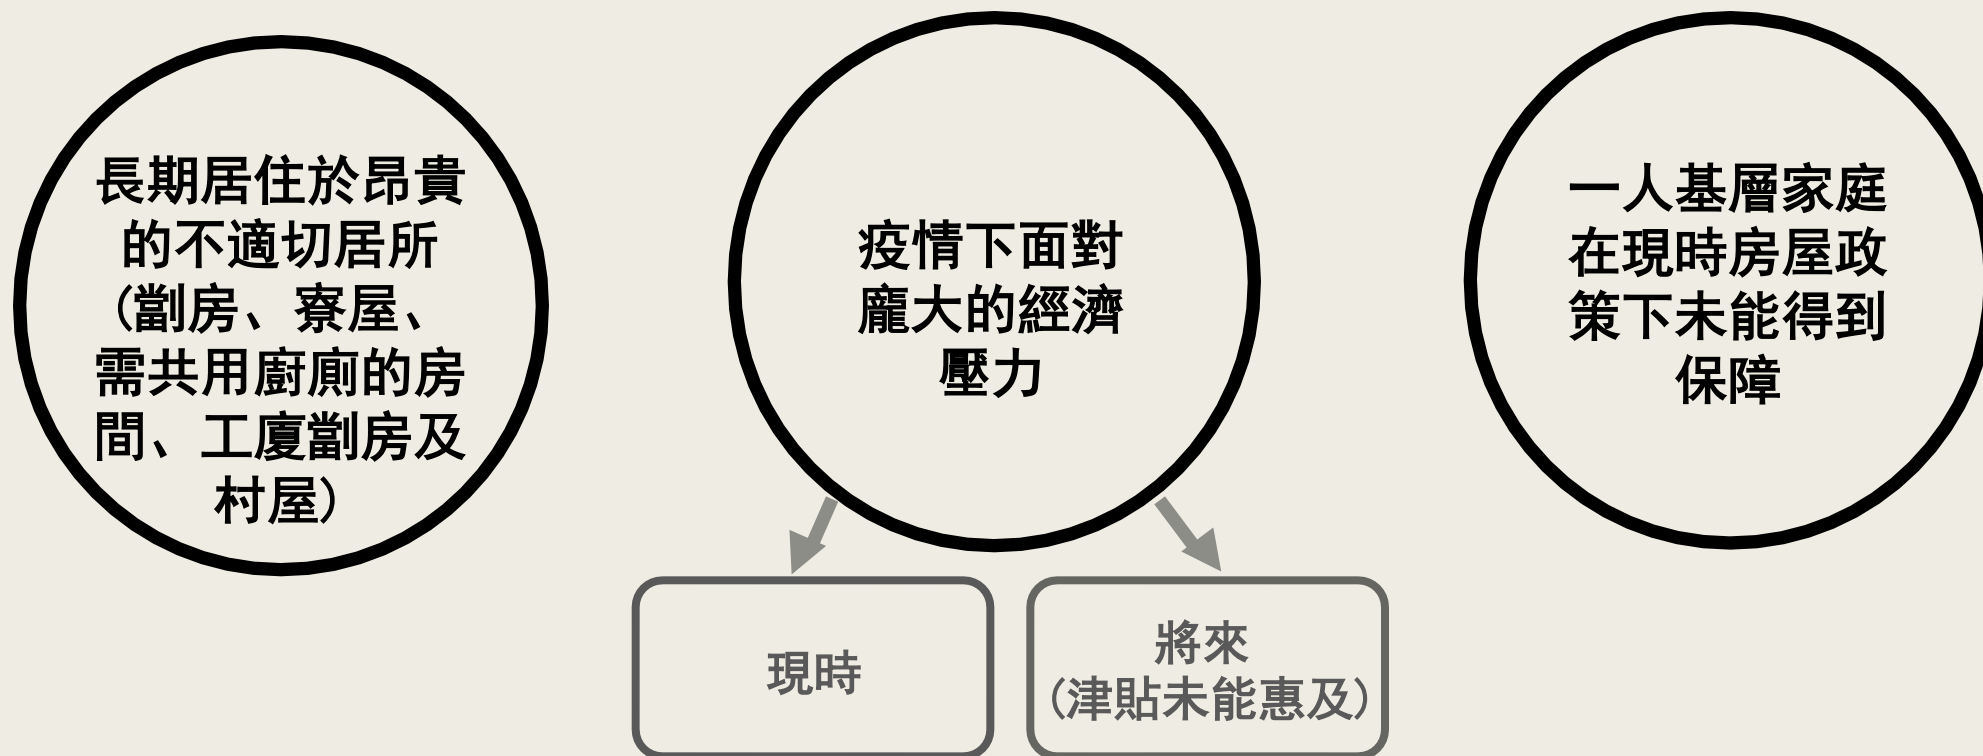 長期居住於昂貴
的不適切居所
(劏房、寮屋、
需共用廚廁的房
間、工廈劏房及
村屋)
疫情下面對
龐大的經濟
壓力
現時
將來
(津貼未能惠及)
一人基層家庭
在現時房屋政
策下未能得到
保障